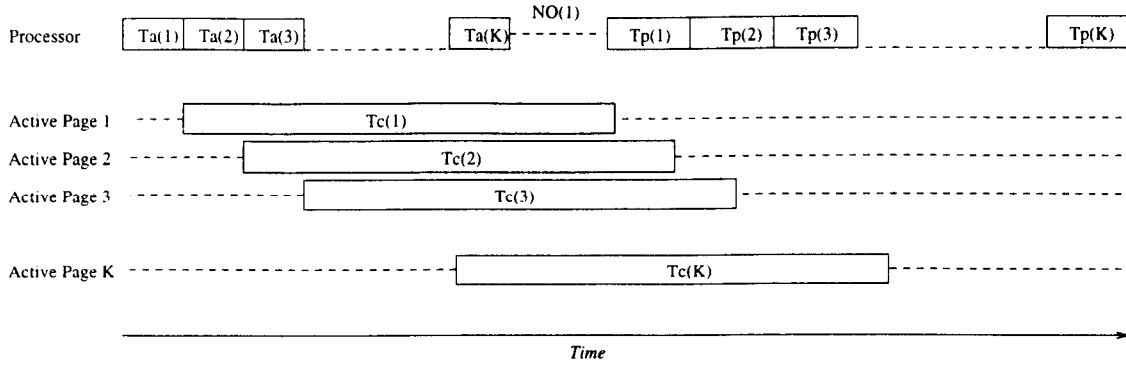 NO(1)
Processor Ta(1) Ta(2) Ta(3) Ta(K) Tp(1) Tp(2) Tp(3) Tp(K)
Active Page 1 Tc(1)
Active Page 2 Tc(2)
Active Page 3 Tc(3)
Active Page K Tc(K)
Time